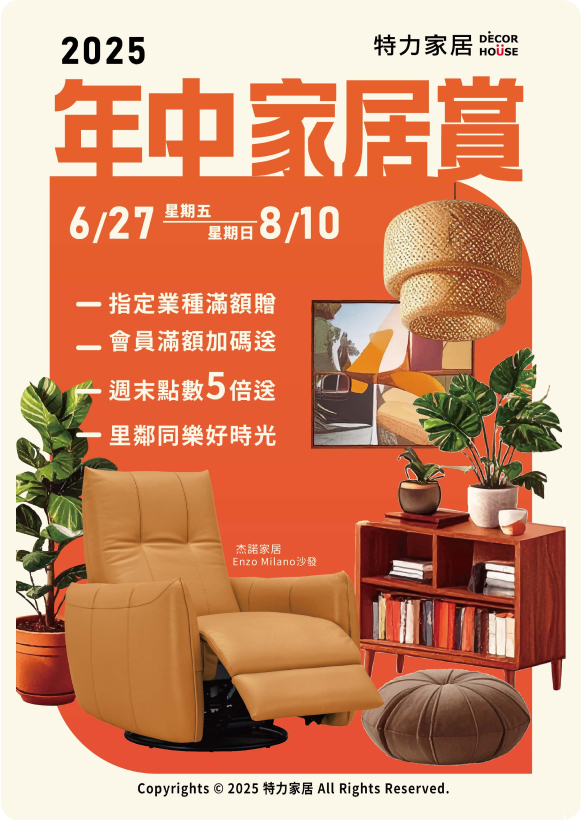 2025
特力家居 DÉCOR HOÜSE
年中家居賞
6/27 星期五
星期日 8/10
指定業種滿額贈
會員滿額加碼送
週末點數5倍送
里鄰同樂好時光
杰諾家居
Enzo Milano沙發
Copyrights © 2025 特力家居 All Rights Reserved.